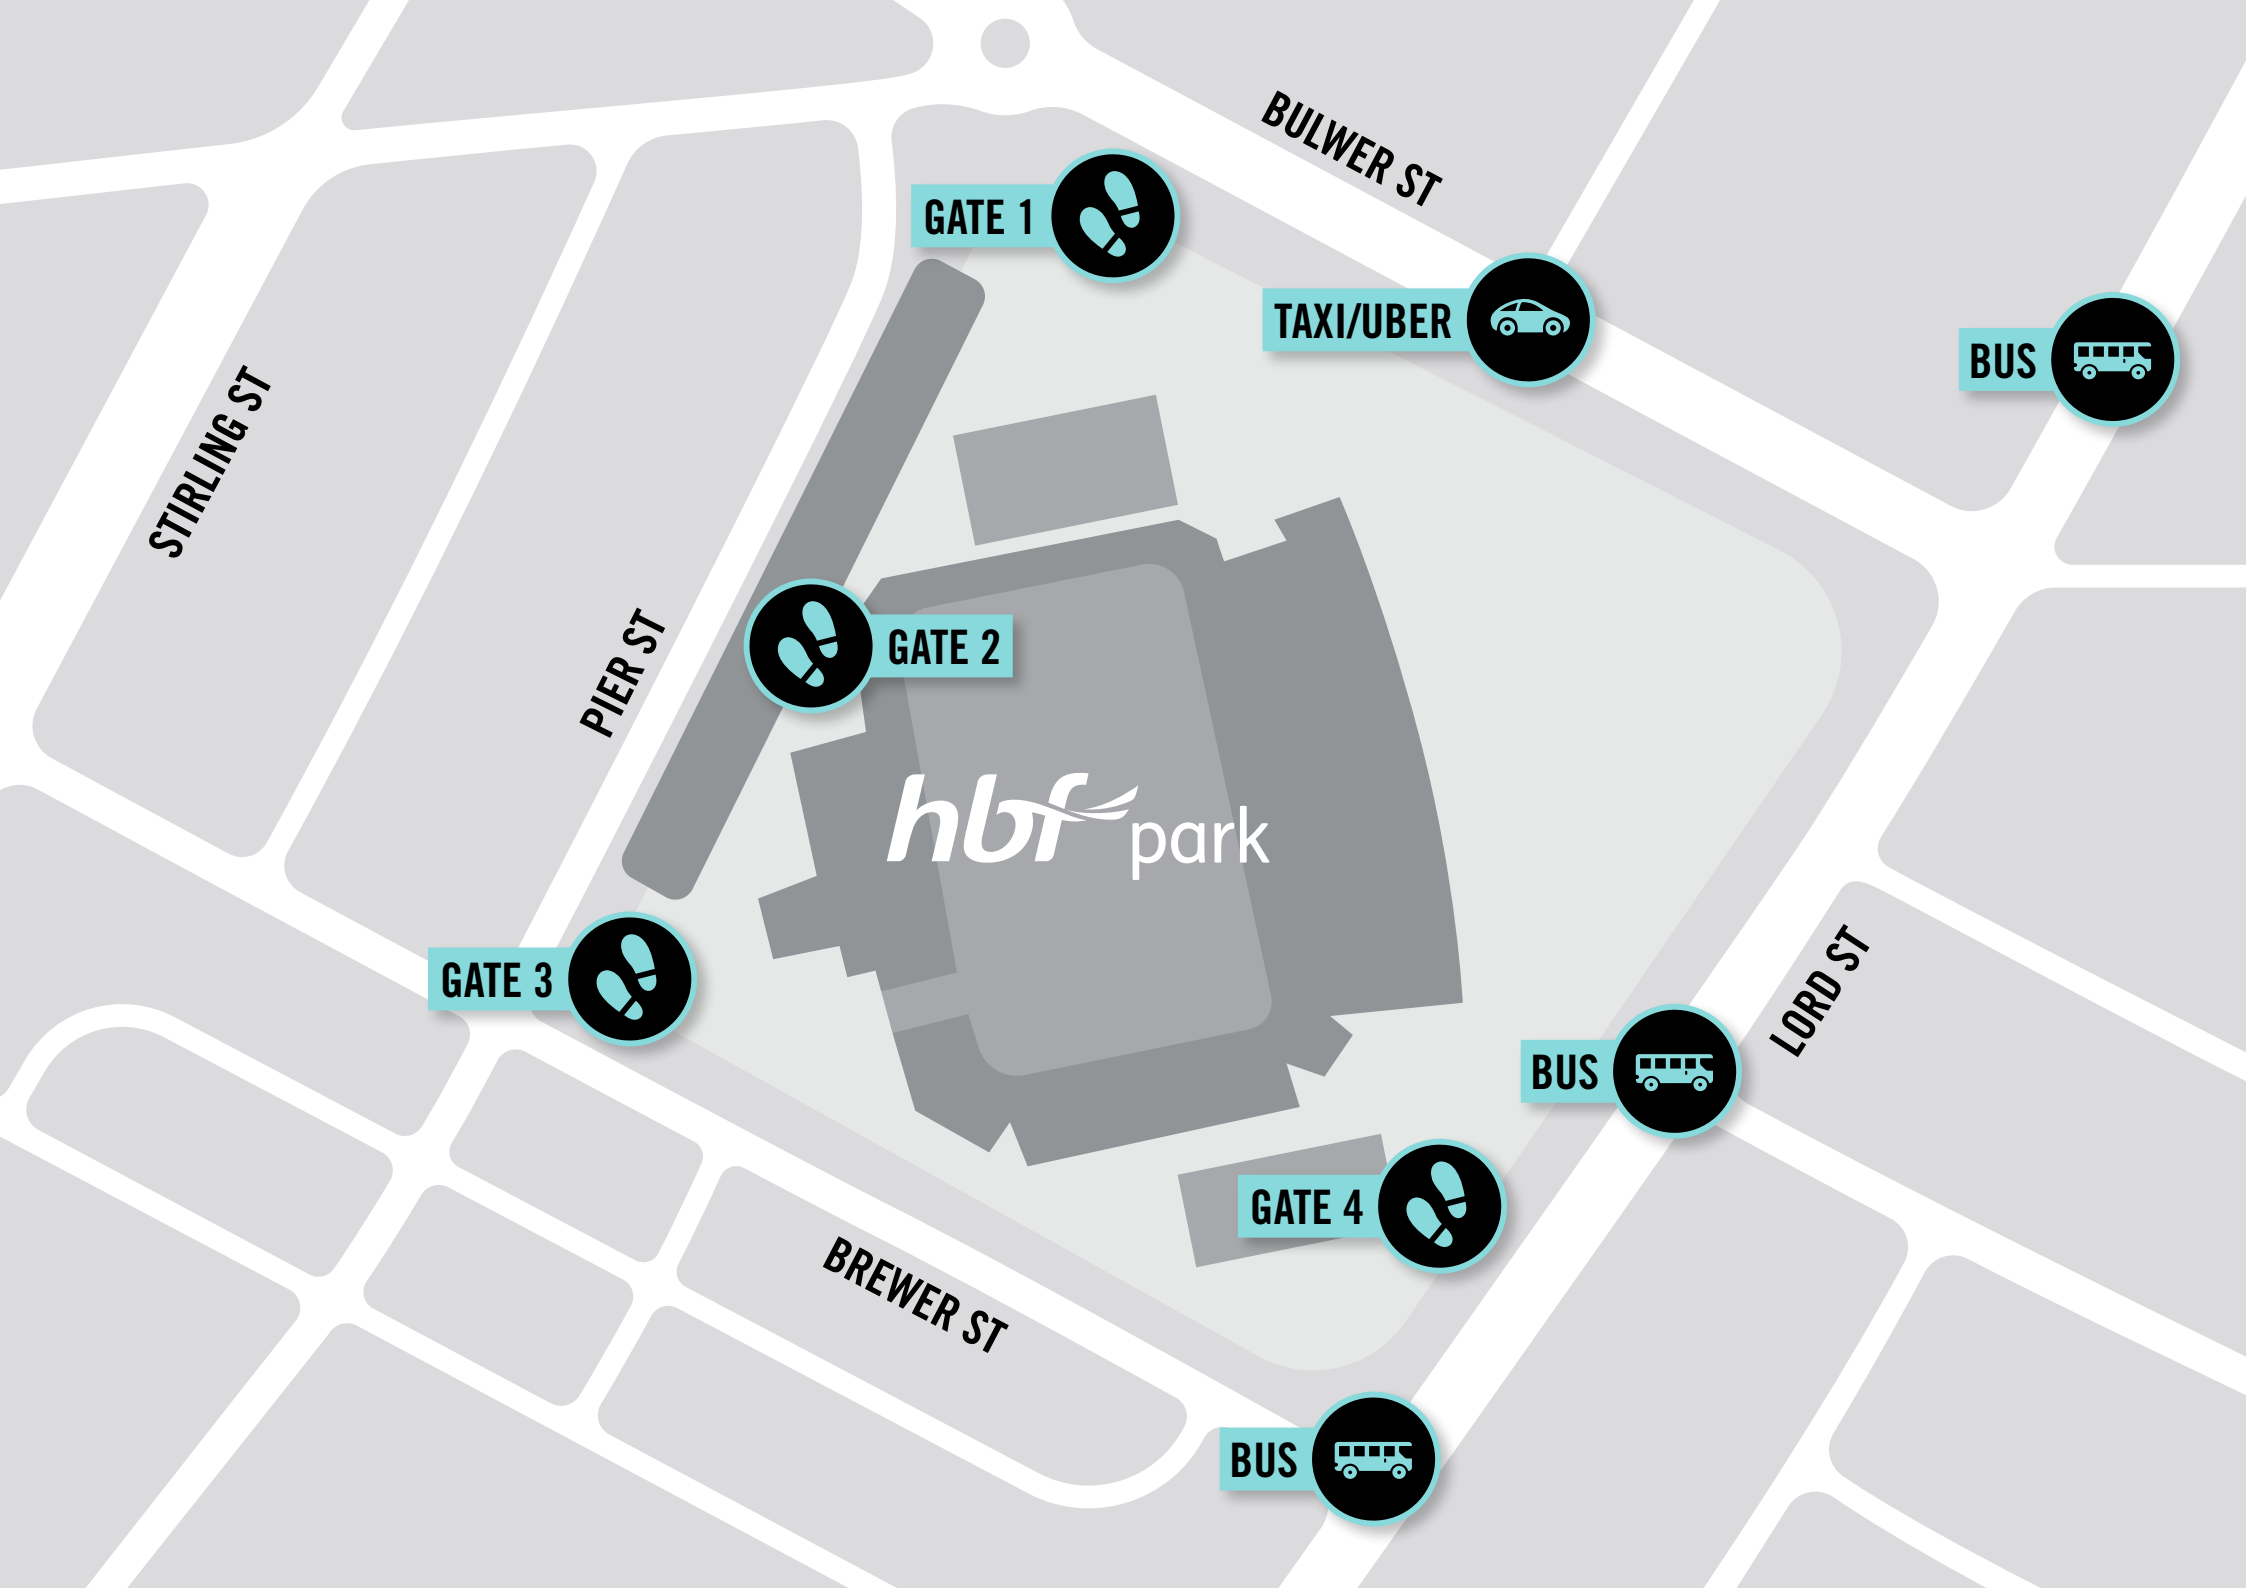 BULWER ST
GATE 1
TAXI/UBER
BUS
STIRLING ST
PIER ST
GATE 2
hbf park
GATE 3
LORD ST
BUS
GATE 4
BREWER ST
BUS